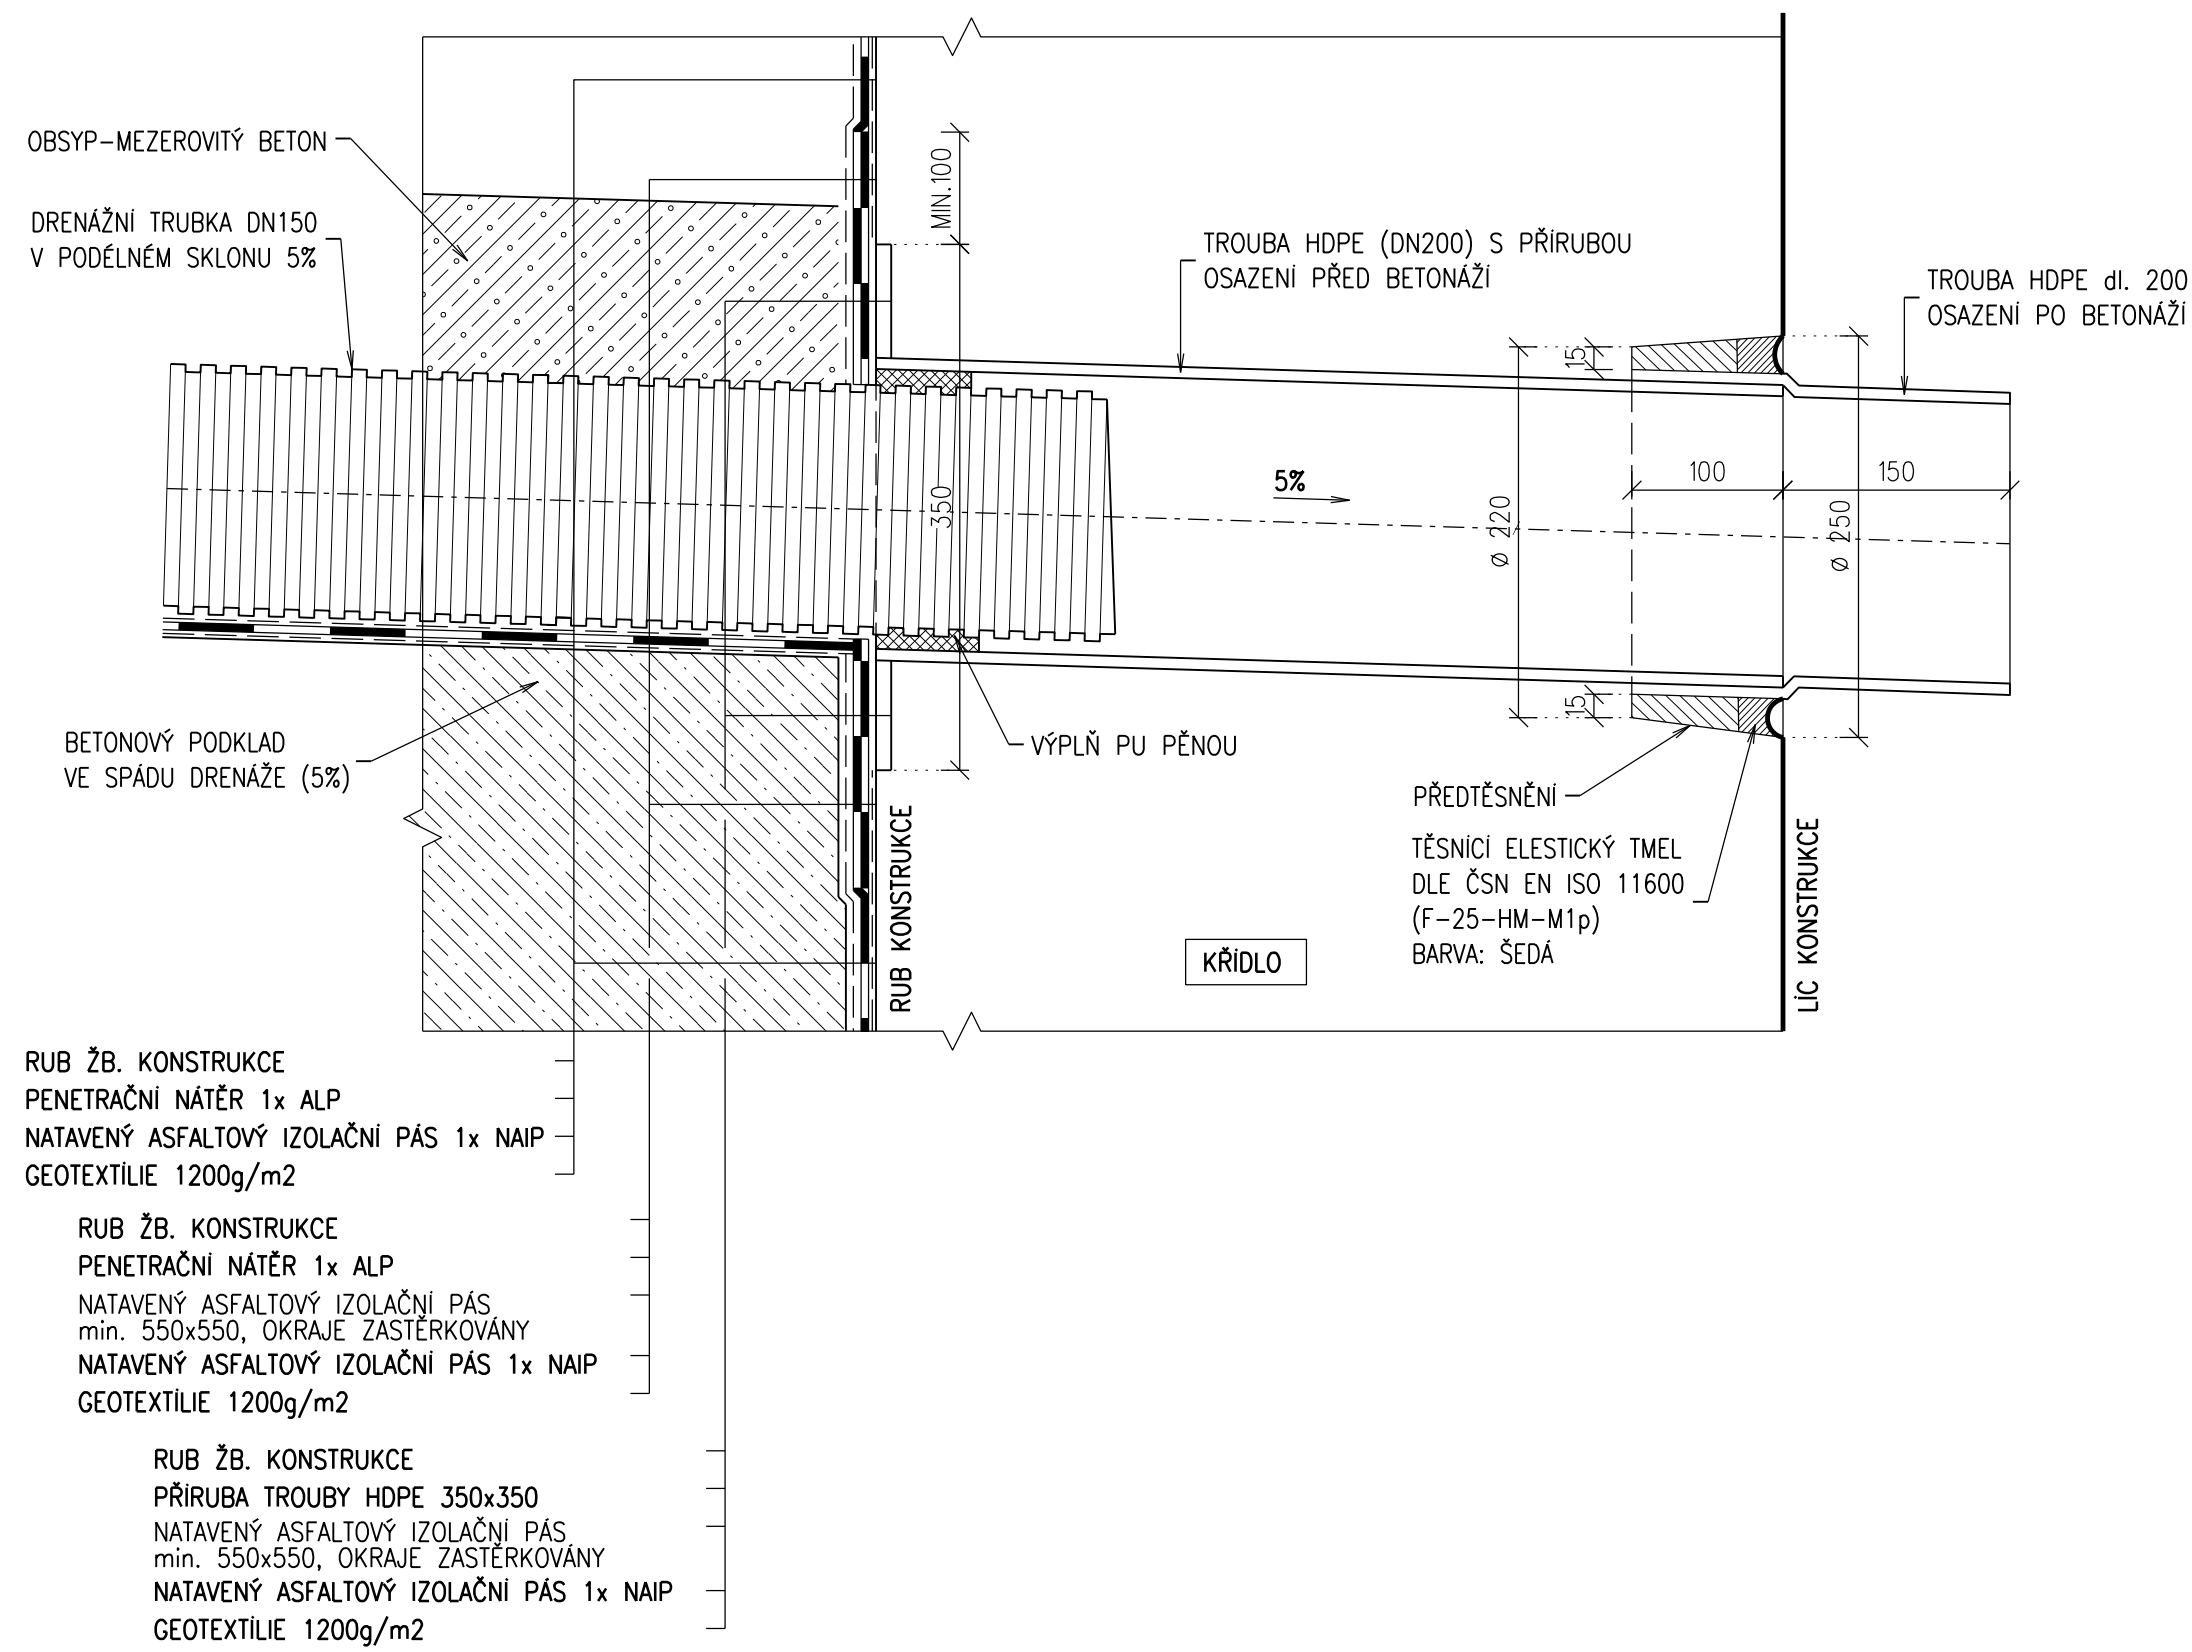 OBSYP-MEZEROVITÝ BETON
DRENÁŽNÍ TRUBKA DN150
V PODÉLNÉM SKLONU 5%
MIN.100
TROUBA HDPE (DN200) S PŘÍRUBOU
OSAZENÍ PŘED BETONÁŽÍ
TROUBA HDPE dl. 200
OSAZENÍ PO BETONÁŽÍ
15
100
150
5%
350
Ø 220
Ø 250
15
BETONOVÝ PODKLAD
VE SPÁDU DRENÁŽE (5%)
VÝPLŇ PU PĚNOU
PŘEDTĚSNĚNÍ
TĚSNÍCÍ ELESTICKÝ TMEL
DLE ČSN EN ISO 11600
(F-25-HM-M1p)
BARVA: ŠEDÁ
RUB KONSTRUKCE
KŘÍDLO
LÍC KONSTRUKCE
RUB ŽB. KONSTRUKCE
PENETRAČNÍ NÁTĚR 1x ALP
NATAVENÝ ASFALTOVÝ IZOLAČNÍ PÁS 1x NAIP
GEOTEXTÍLIE 1200g/m2
RUB ŽB. KONSTRUKCE
PENETRAČNÍ NÁTĚR 1x ALP
NATAVENÝ ASFALTOVÝ IZOLAČNÍ PÁS
min. 550x550, OKRAJE ZASTĚRKOVÁNY
NATAVENÝ ASFALTOVÝ IZOLAČNÍ PÁS 1x NAIP
GEOTEXTÍLIE 1200g/m2
RUB ŽB. KONSTRUKCE
PŘÍRUBA TROUBY HDPE 350x350
NATAVENÝ ASFALTOVÝ IZOLAČNÍ PÁS
min. 550x550, OKRAJE ZASTĚRKOVÁNY
NATAVENÝ ASFALTOVÝ IZOLAČNÍ PÁS 1x NAIP
GEOTEXTÍLIE 1200g/m2